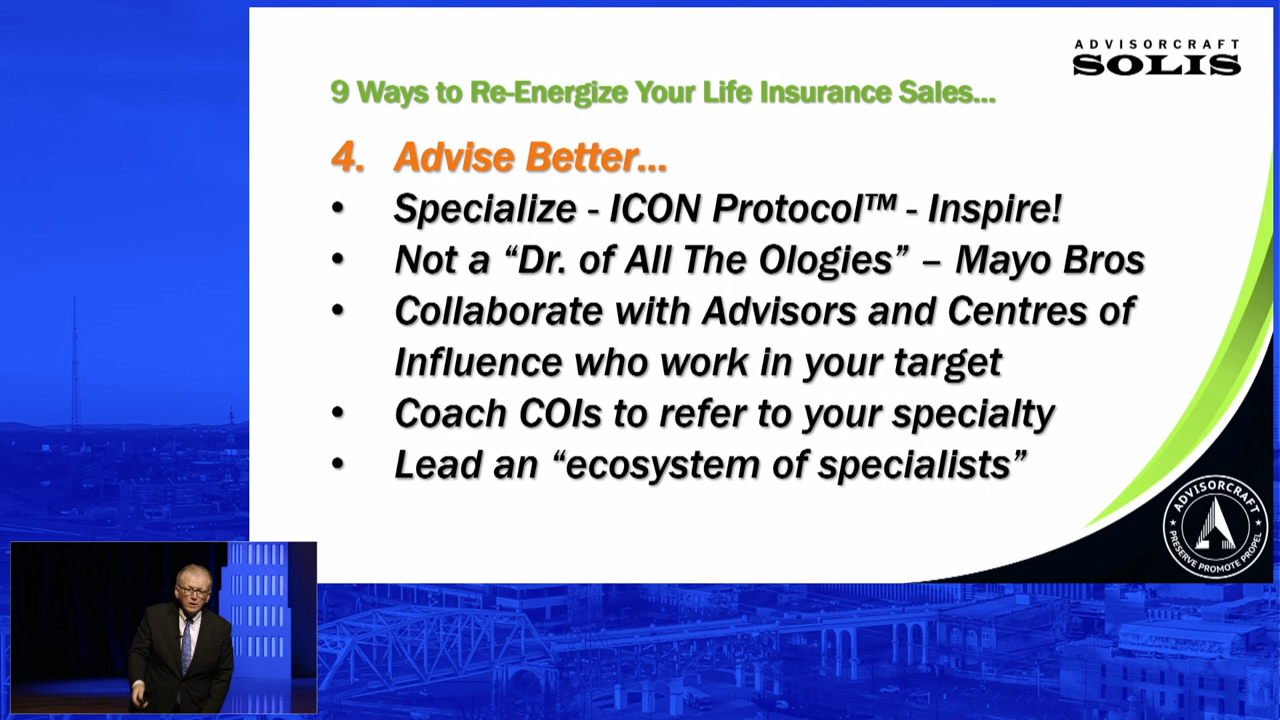 ADVISORCRAFT
SOLIS
9 Ways to Re-Energize Your Life Insurance Sales...
4. Advise Better...
• Specialize - ICON Protocol™ - Inspire!
• Not a “Dr. of All The Ologies” – Mayo Bros
• Collaborate with Advisors and Centres of
Influence who work in your target
• Coach COIs to refer to your specialty
• Lead an “ecosystem of specialists”
ADVISORCRAFT
PRESERVE PROMOTE PROPEL